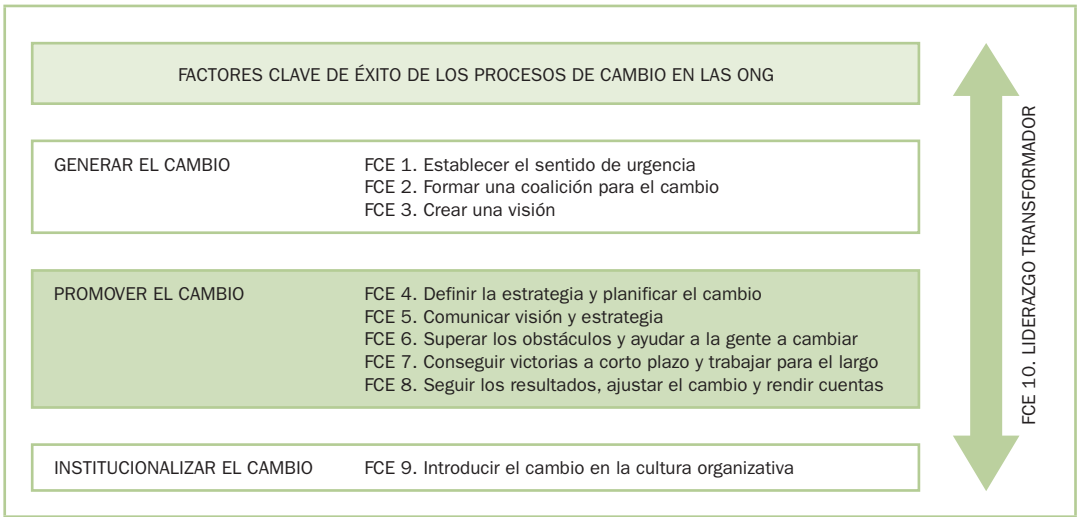 FACTORES CLAVE DE ÉXITO DE LOS PROCESOS DE CAMBIO EN LAS ONG
GENERAR EL CAMBIO
FCE 1. Establecer el sentido de urgencia
FCE 2. Formar una coalición para el cambio
FCE 3. Crear una visión
PROMOVER EL CAMBIO
FCE 4. Definir la estrategia y planificar el cambio
FCE 5. Comunicar visión y estrategia
FCE 6. Superar los obstáculos y ayudar a la gente a cambiar
FCE 7. Conseguir victorias a corto plazo y trabajar para el largo
FCE 8. Seguir los resultados, ajustar el cambio y rendir cuentas
INSTITUCIONALIZAR EL CAMBIO
FCE 9. Introducir el cambio en la cultura organizativa
FCE 10. LIDERAZGO TRANSFORMADOR